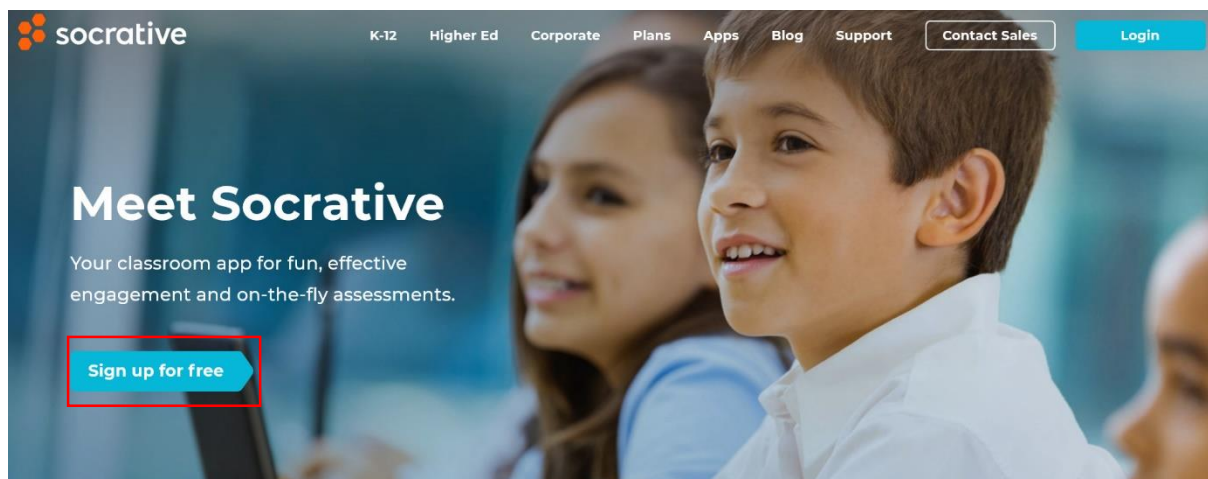 socrative
K-12 Higher Ed Corporate Plans Apps Blog Support Contact Sales Login
Meet Socrative
Your classroom app for fun, effective
engagement and on-the-fly assessments.
Sign up for free